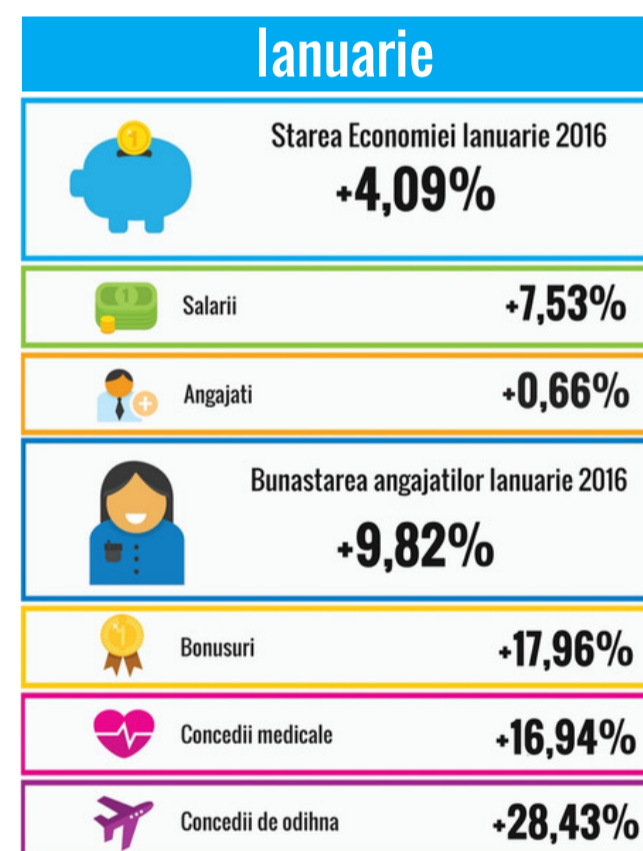 Ianuarie
Starea Economiei Ianuarie 2016
+4,09%
Salarii +7,53%
Angajati +0,66%
Bunastarea angajatilor Ianuarie 2016
+9,82%
1
Bonusuri +17,96%
Concedii medicale +16,94%
Concedii de odihna +28,43%